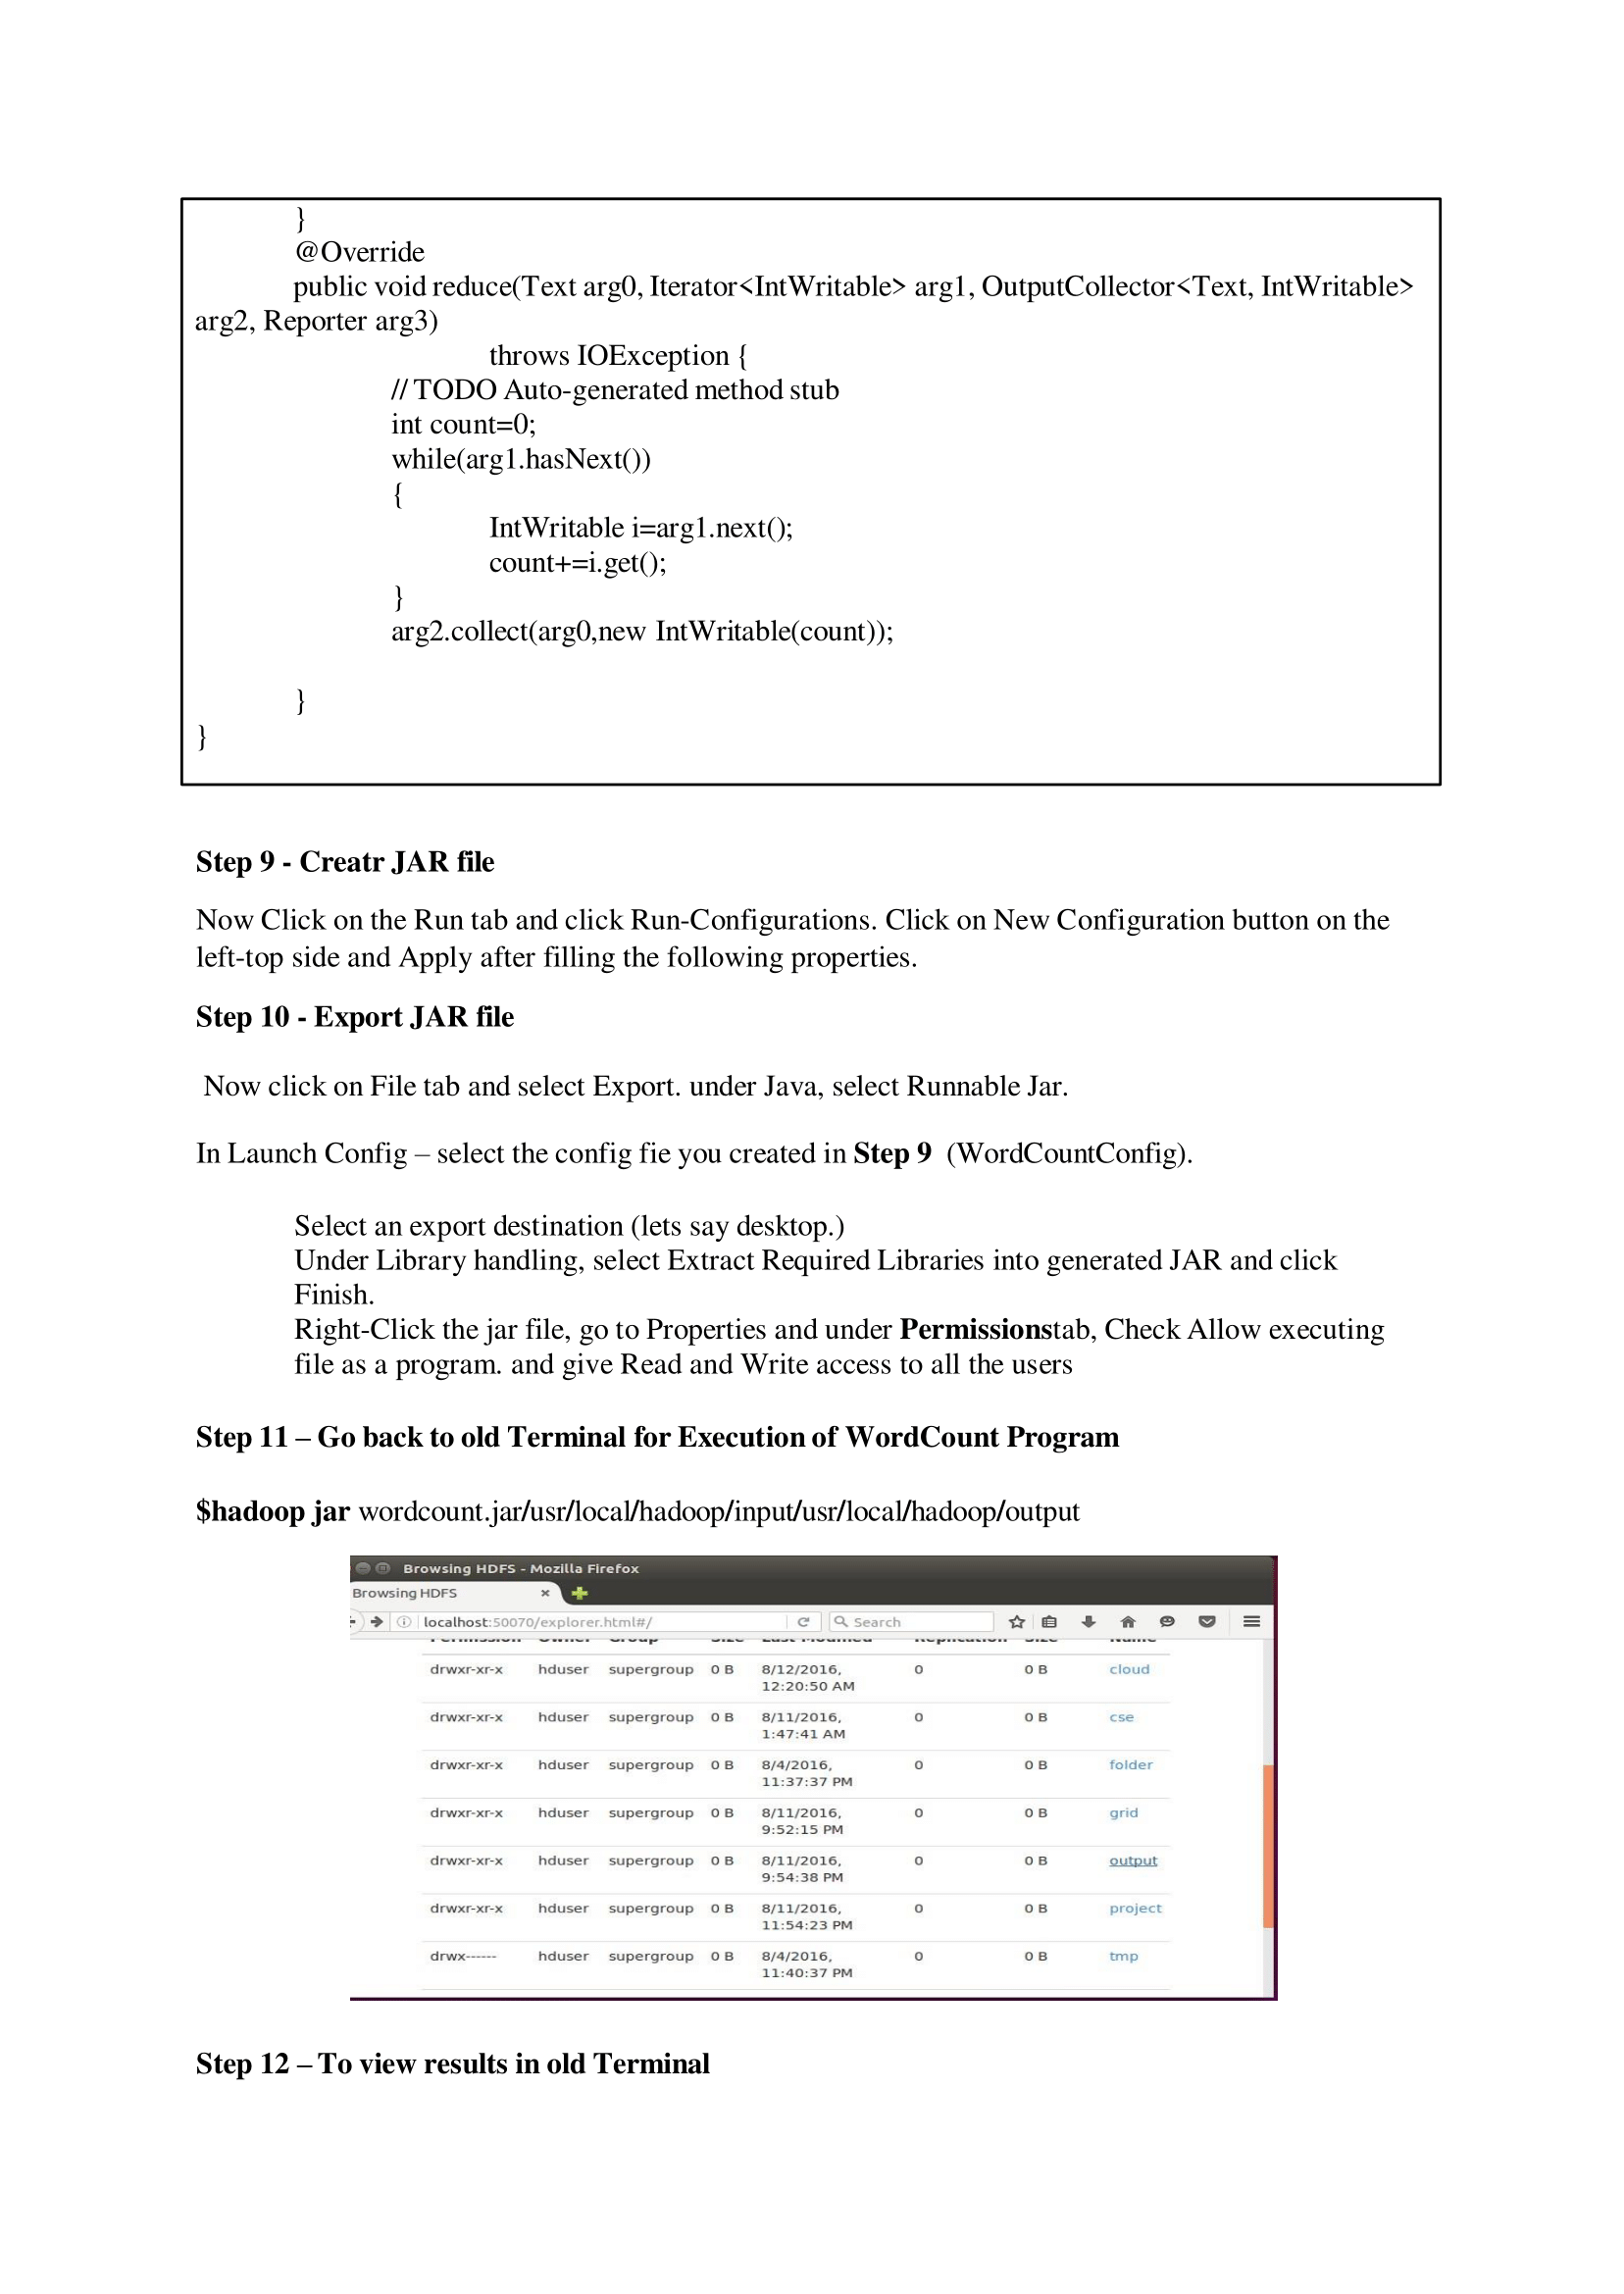 }
@Override
public void reduce(Text arg0, Iterator<IntWritable> arg1, OutputCollector<Text, IntWritable>
arg2, Reporter arg3)
throws IOException {
// TODO Auto-generated method stub
int count=0;
while(arg1.hasNext())
{
IntWritable i=arg1.next();
count+=i.get();
}
arg2.collect(arg0,new IntWritable(count));
}
}
Step 9 - Creatr JAR file
Now Click on the Run tab and click Run-Configurations. Click on New Configuration button on the
left-top side and Apply after filling the following properties.
Step 10 - Export JAR file
Now click on File tab and select Export. under Java, select Runnable Jar.
In Launch Config – select the config fie you created in Step 9 (WordCountConfig).
Select an export destination (lets say desktop.)
Under Library handling, select Extract Required Libraries into generated JAR and click
Finish.
Right-Click the jar file, go to Properties and under Permissionstab, Check Allow executing
file as a program. and give Read and Write access to all the users
Step 11 – Go back to old Terminal for Execution of WordCount Program
$hadoop jar wordcount.jar/usr/local/hadoop/input/usr/local/hadoop/output
Browsing HDFS - Mozilla Firefox
Browsing HDFS
localhost:50070/explorer.html#/ Search
Permission Owner Group Size Last Modified Replication Size Name
drwxr-xr-x hduser supergroup 0 B 8/12/2016, 0 0 B cloud
12:20:50 AM
drwxr-xr-x hduser supergroup 0 B 8/11/2016, 0 0 B cse
1:47:41 AM
drwxr-xr-x hduser supergroup 0 B 8/4/2016, 0 0 B folder
11:37:37 PM
drwxr-xr-x hduser supergroup 0 B 8/11/2016, 0 0 B grid
9:52:15 PM
drwxr-xr-x hduser supergroup 0 B 8/11/2016, 0 0 B output
9:54:38 PM
drwxr-xr-x hduser supergroup 0 B 8/11/2016, 0 0 B project
11:54:23 PM
drwx------ hduser supergroup 0 B 8/4/2016, 0 0 B tmp
11:40:37 PM
Step 12 – To view results in old Terminal